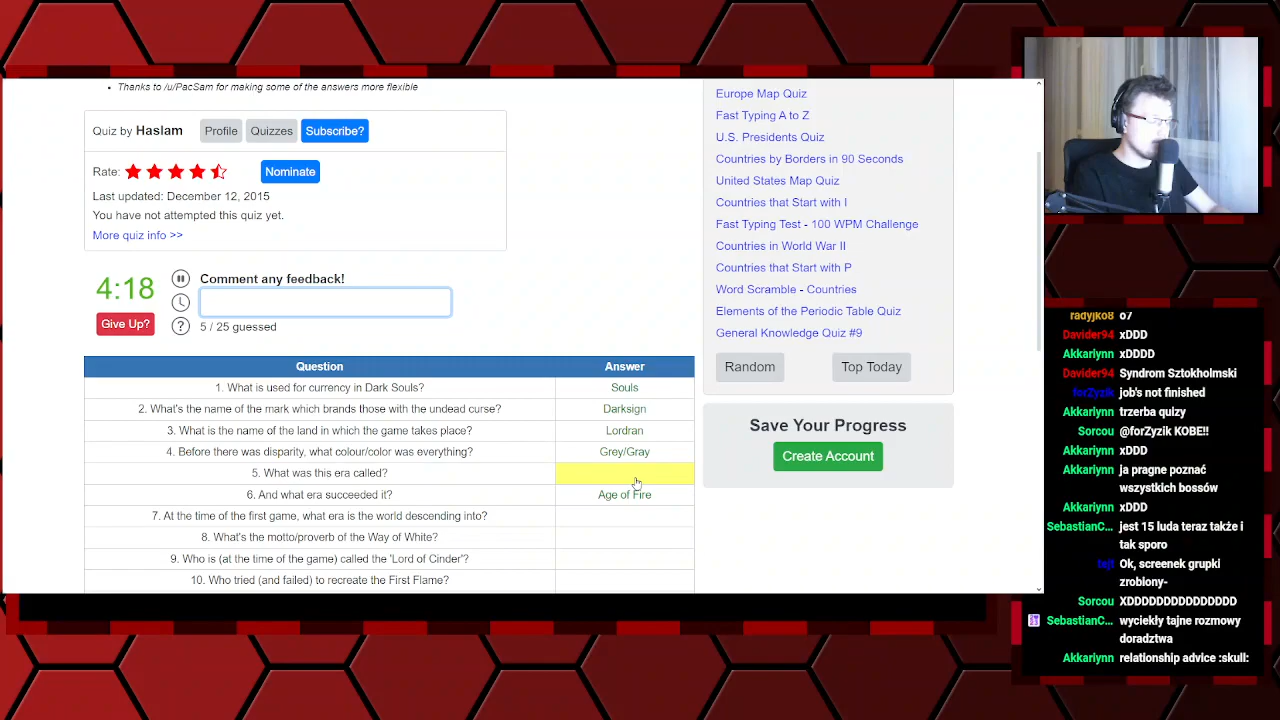 Thanks to /u/PacSam for making some of the answers more flexible
Quiz by Haslam
Profile
Quizzes
Subscribe?
Rate:
Nominate
Last updated: December 12, 2015
You have not attempted this quiz yet.
More quiz info >>
4:18
Give Up?
Comment any feedback!
?
5 / 25 guessed
Question Answer
1. What is used for currency in Dark Souls? Souls
2. What's the name of the mark which brands those with the undead curse? Darksign
3. What is the name of the land in which the game takes place? Lordran
4. Before there was disparity, what colour/color was everything? Grey/Gray
5. What was this era called?
6. And what era succeeded it? Age of Fire
7. At the time of the first game, what era is the world descending into?
8. What's the motto/proverb of the Way of White?
9. Who is (at the time of the game) called the 'Lord of Cinder'?
10. Who tried (and failed) to recreate the First Flame?
Europe Map Quiz
Fast Typing A to Z
U.S. Presidents Quiz
Countries by Borders in 90 Seconds
United States Map Quiz
Countries that Start with I
Fast Typing Test - 100 WPM Challenge
Countries in World War II
Countries that Start with P
Word Scramble - Countries
Elements of the Periodic Table Quiz
General Knowledge Quiz #9
Random
Top Today
Save Your Progress
Create Account
radyjko8 o7
Davider94 xDDD
Akkariynn xDDDD
Davider94 Syndrom Sztokholmski
forZyzik job's not finished
Akkariynn trzerba quizy
Sorcou @forZyzik KOBE!!
Akkariynn xDDD
Akkariynn ja pragne poznać
wszystkich bossów
Akkariynn xDDD
SebastianC... jest 15 luda teraz także i
tak sporo
Ok, screenek grupki
zrobiony-
Sorcou XDDDDDDDDDDDDDDD
SebastianC... wyciekły tajne rozmowy
doradztwa
Akkariynn relationship advice :skull: